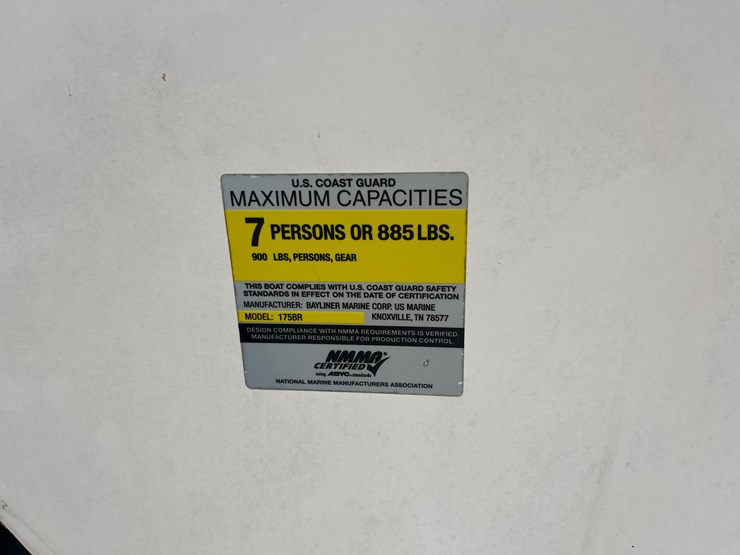 U.S. COAST GUARD
MAXIMUM CAPACITIES
7 PERSONS OR 885 LBS.
900 LBS, PERSONS, GEAR
THIS BOAT COMPLIES WITH U.S. COAST GUARD SAFETY
STANDARDS IN EFFECT ON THE DATE OF CERTIFICATION
MANUFACTURER: BAYLINER MARINE CORP. US MARINE
MODEL: 175BR KNOXVILLE, TN 78577
DESIGN COMPLIANCE WITH NMMA REQUIREMENTS IS VERIFIED.
MANUFACTURER RESPONSIBLE FOR PRODUCTION CONTROL.
NMMA
CERTIFIED
using ABYC standards
NATIONAL MARINE MANUFACTURERS ASSOCIATION